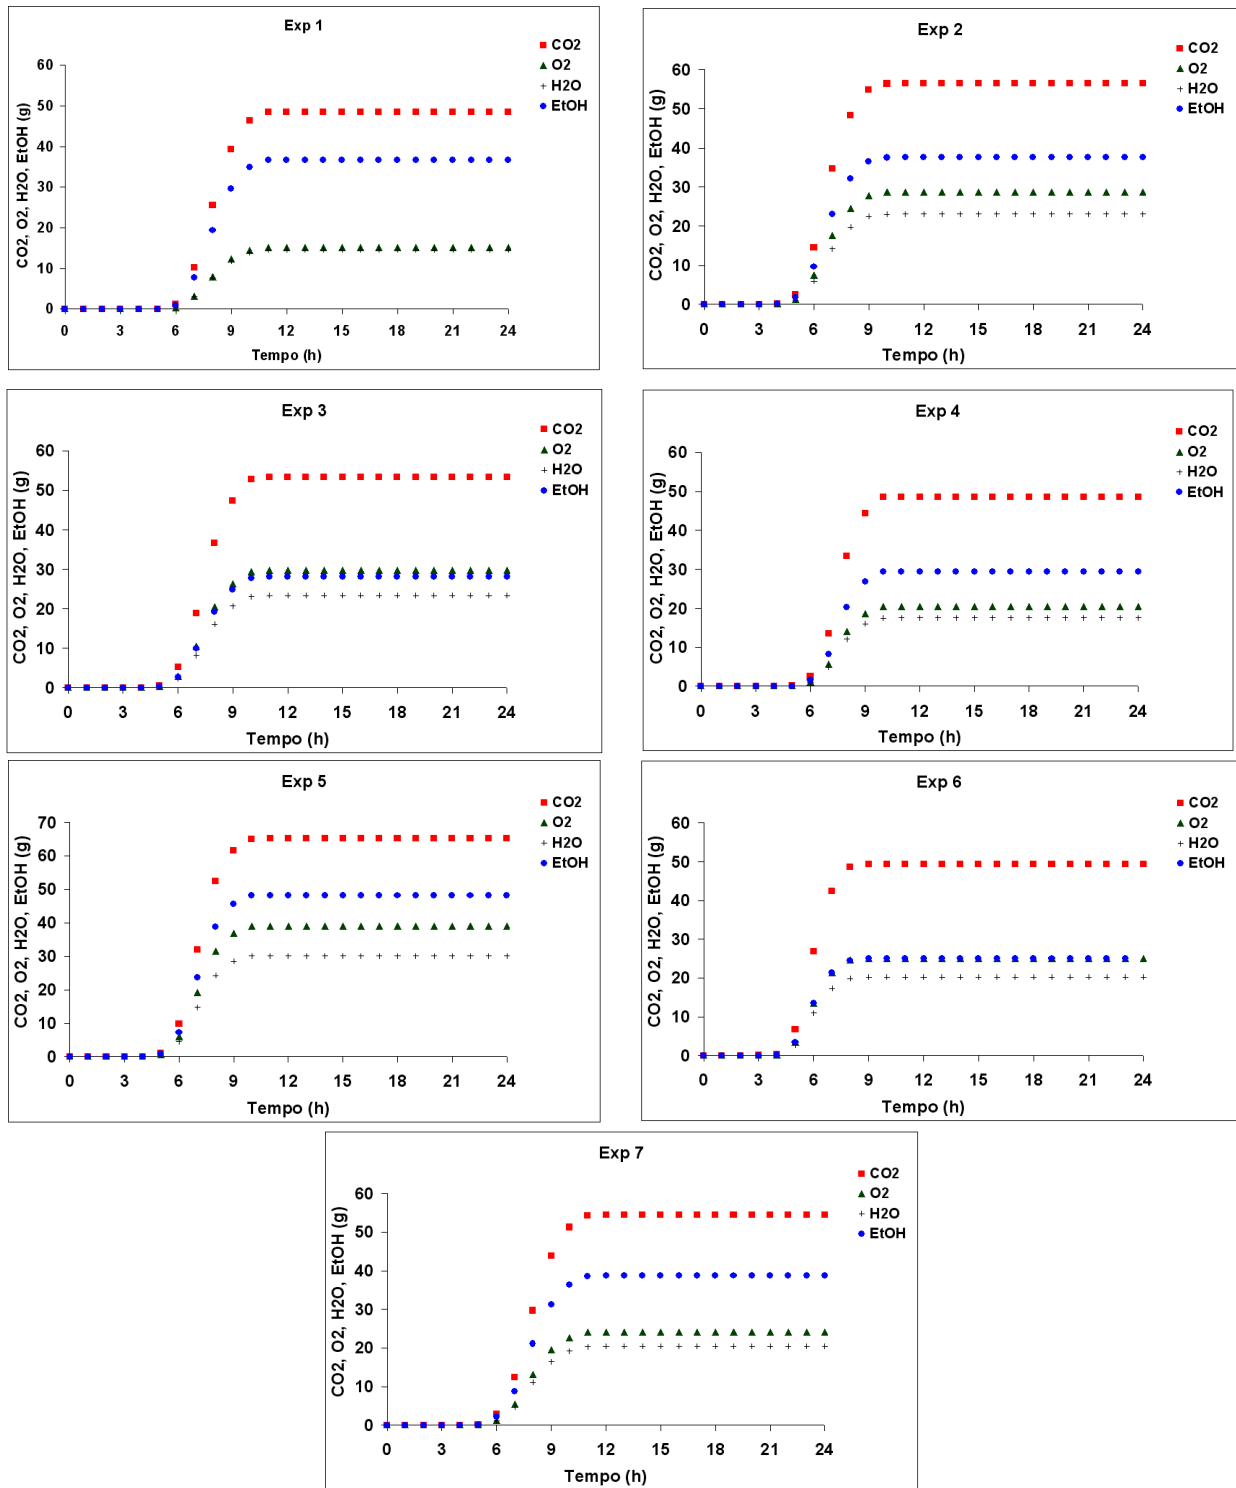 Exp 1
CO2
O2
H2O
EtOH
CO2, O2, H2O, EtOH (g)
60
50
40
30
20
10
0
0 3 6 9 12 15 18 21 24
Tempo (h)
Exp 2
CO2
O2
H2O
EtOH
CO2, O2, H2O, EtOH (g)
60
50
40
30
20
10
0
0 3 6 9 12 15 18 21 24
Tempo (h)
Exp 3
CO2
O2
H2O
EtOH
CO2, O2, H2O, EtOH (g)
60
50
40
30
20
10
0
0 3 6 9 12 15 18 21 24
Tempo (h)
Exp 4
CO2
O2
H2O
EtOH
CO2, O2, H2O, EtOH (g)
60
50
40
30
20
10
0
0 3 6 9 12 15 18 21 24
Tempo (h)
Exp 5
CO2
O2
H2O
EtOH
CO2, O2, H2O, EtOH (g)
70
60
50
40
30
20
10
0
0 3 6 9 12 15 18 21 24
Tempo (h)
Exp 6
CO2
O2
H2O
EtOH
CO2, O2, H2O, EtOH (g)
60
50
40
30
20
10
0
0 3 6 9 12 15 18 21 24
Tempo (h)
Exp 7
CO2
O2
H2O
EtOH
CO2, O2, H2O, EtOH (g)
60
50
40
30
20
10
0
0 3 6 9 12 15 18 21 24
Tempo (h)